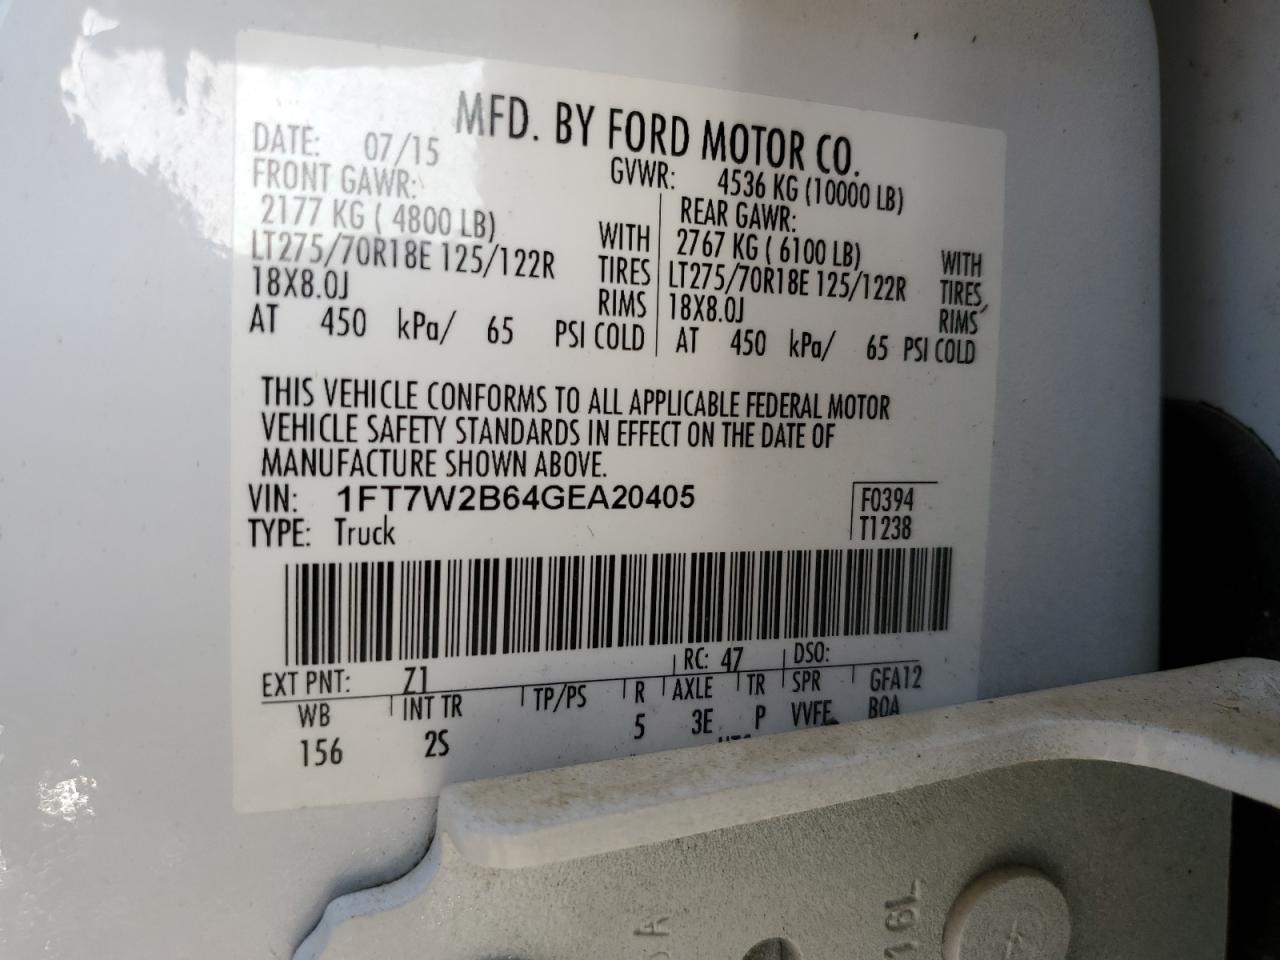 MFD. BY FORD MOTOR CO.
DATE: 07/15
GVWR: 4536 KG (10000 LB)
FRONT GAWR:
2177 KG ( 4800 LB)
LT275/70R18E 125/122R
18X8.0J
WITH
TIRES
RIMS
AT 450 kPa/ 65 PSI COLD
REAR GAWR:
2767 KG ( 6100 LB)
LT275/70R18E 125/122R
18X8.0J
WITH
TIRES
RIMS
AT 450 kPa/ 65 PSI COLD
THIS VEHICLE CONFORMS TO ALL APPLICABLE FEDERAL MOTOR
VEHICLE SAFETY STANDARDS IN EFFECT ON THE DATE OF
MANUFACTURE SHOWN ABOVE.
VIN: 1FT7W2B64GEA20405
TYPE: Truck
F0394
T1238
EXT PNT: Z1 RC: 47 DSO:
WB INT TR TP/PS R AXLE TR SPR GFA12
156 2S 5 3E P VVFF BOA
16L